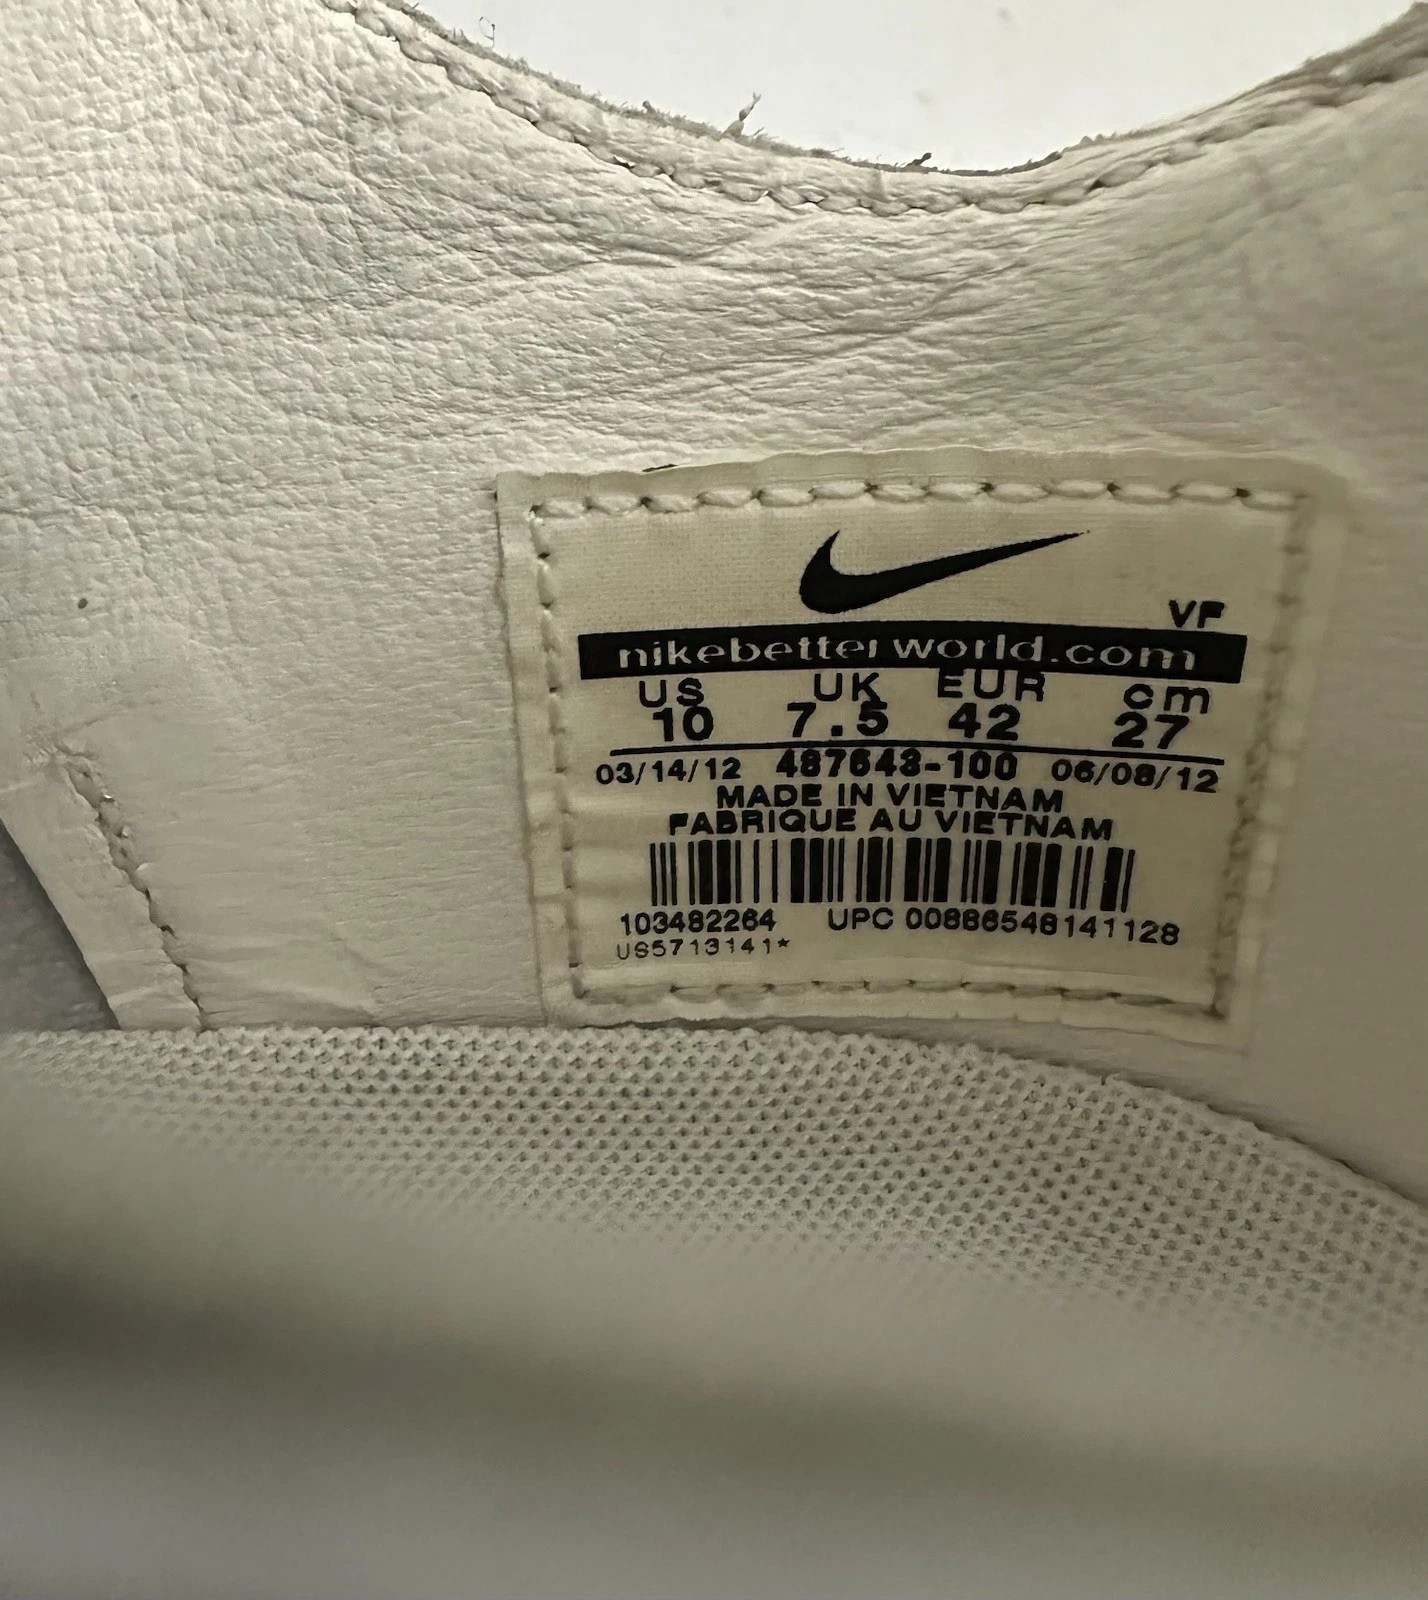 VF
nikebetterworld.com
US UK EUR cm
10 7.5 42 27
03/14/12 487643-100 06/08/12
MADE IN VIETNAM
FABRIQUE AU VIETNAM
103482264 UPC 00886548141128
US5713141*